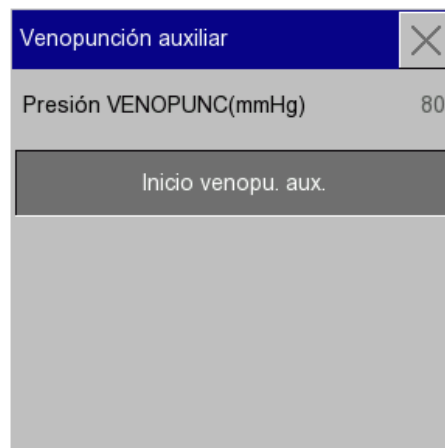 Venopunción auxiliar
Presión VENOPUNC(mmHg) 80
Inicio venopu. aux.